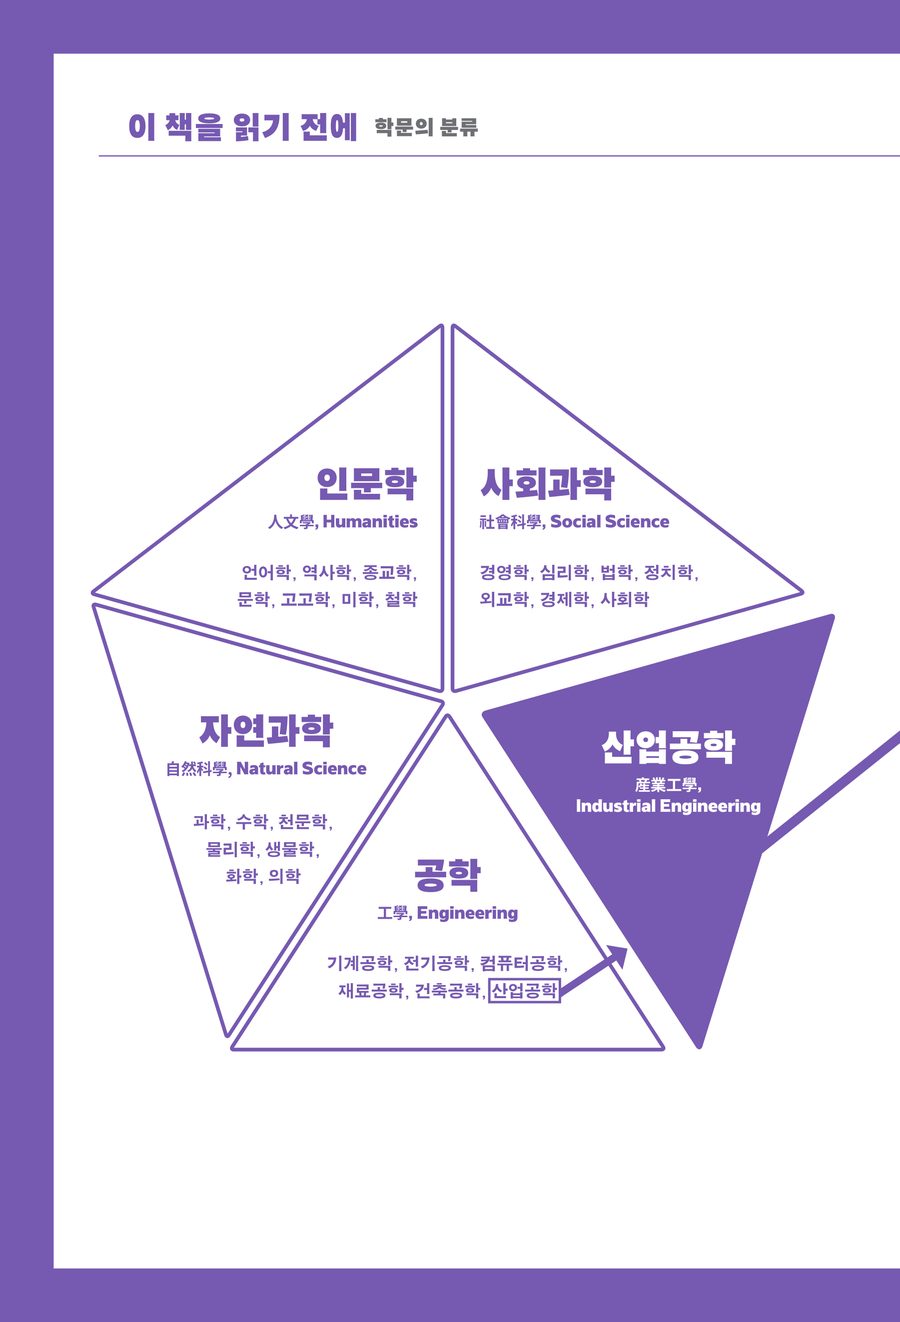 이 책을 읽기 전에 학문의 분류
인문학
人文學, Humanities
언어학, 역사학, 종교학,
문학, 고고학, 미학, 철학
사회과학
社會科學, Social Science
경영학, 심리학, 법학, 정치학,
외교학, 경제학, 사회학
자연과학
自然科學, Natural Science
과학, 수학, 천문학,
물리학, 생물학,
화학, 의학
공학
工學, Engineering
기계공학, 전기공학, 컴퓨터공학,
재료공학, 건축공학, 산업공학
산업공학
産業工學,
Industrial Engineering